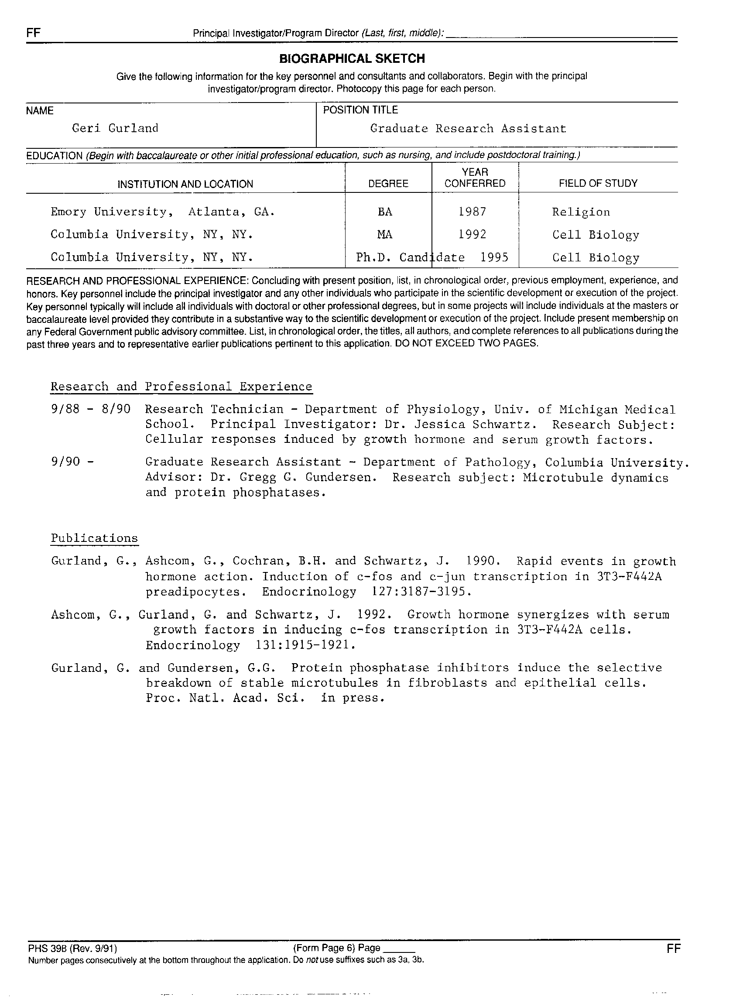 FF Principal Investigator/Program Director (Last, first, middle):
BIOGRAPHICAL SKETCH
Give the following information for the key personnel and consultants and collaborators. Begin with the principal
investigator/program director. Photocopy this page for each person.
NAME POSITION TITLE
Geri Gurland Graduate Research Assistant
EDUCATION (Begin with baccalaureate or other initial professional education, such as nursing, and include postdoctoral training.)
INSTITUTION AND LOCATION DEGREE YEAR CONFERRED FIELD OF STUDY
Emory University, Atlanta, GA. BA 1987 Religion
Columbia University, NY, NY. MA 1992 Cell Biology
Columbia University, NY, NY. Ph.D. Candidate 1995 Cell Biology
RESEARCH AND PROFESSIONAL EXPERIENCE: Concluding with present position, list, in chronological order, previous employment, experience, and
honors. Key personnel include the principal investigator and any other individuals who participate in the scientific development or execution of the project.
Key personnel typically will include all individuals with doctoral or other professional degrees, but in some projects will include individuals at the masters or
baccalaureate level provided they contribute in a substantive way to the scientific development or execution of the project. Include present membership on
any Federal Government public advisory committee. List, in chronological order, the titles, all authors, and complete references to all publications during the
past three years and to representative earlier publications pertinent to this application. DO NOT EXCEED TWO PAGES.
Research and Professional Experience
9/88 - 8/90 Research Technician - Department of Physiology, Univ. of Michigan Medical
School. Principal Investigator: Dr. Jessica Schwartz. Research Subject:
Cellular responses induced by growth hormone and serum growth factors.
9/90 - Graduate Research Assistant - Department of Pathology, Columbia University.
Advisor: Dr. Gregg G. Gundersen. Research subject: Microtubule dynamics
and protein phosphatases.
Publications
Gurland, G., Ashcom, G., Cochran, B.H. and Schwartz, J. 1990. Rapid events in growth
hormone action. Induction of c-fos and c-jun transcription in 3T3-F442A
preadipocytes. Endocrinology 127:3187-3195.
Ashcom, G., Gurland, G. and Schwartz, J. 1992. Growth hormone synergizes with serum
growth factors in inducing c-fos transcription in 3T3-F442A cells.
Endocrinology 131:1915-1921.
Gurland, G. and Gundersen, G.G. Protein phosphatase inhibitors induce the selective
breakdown of stable microtubules in fibroblasts and epithelial cells.
Proc. Natl. Acad. Sci. in press.
PHS 398 (Rev. 9/91) (Form Page 6) Page FF
Number pages consecutively at the bottom throughout the application. Do not use suffixes such as 3a, 3b.